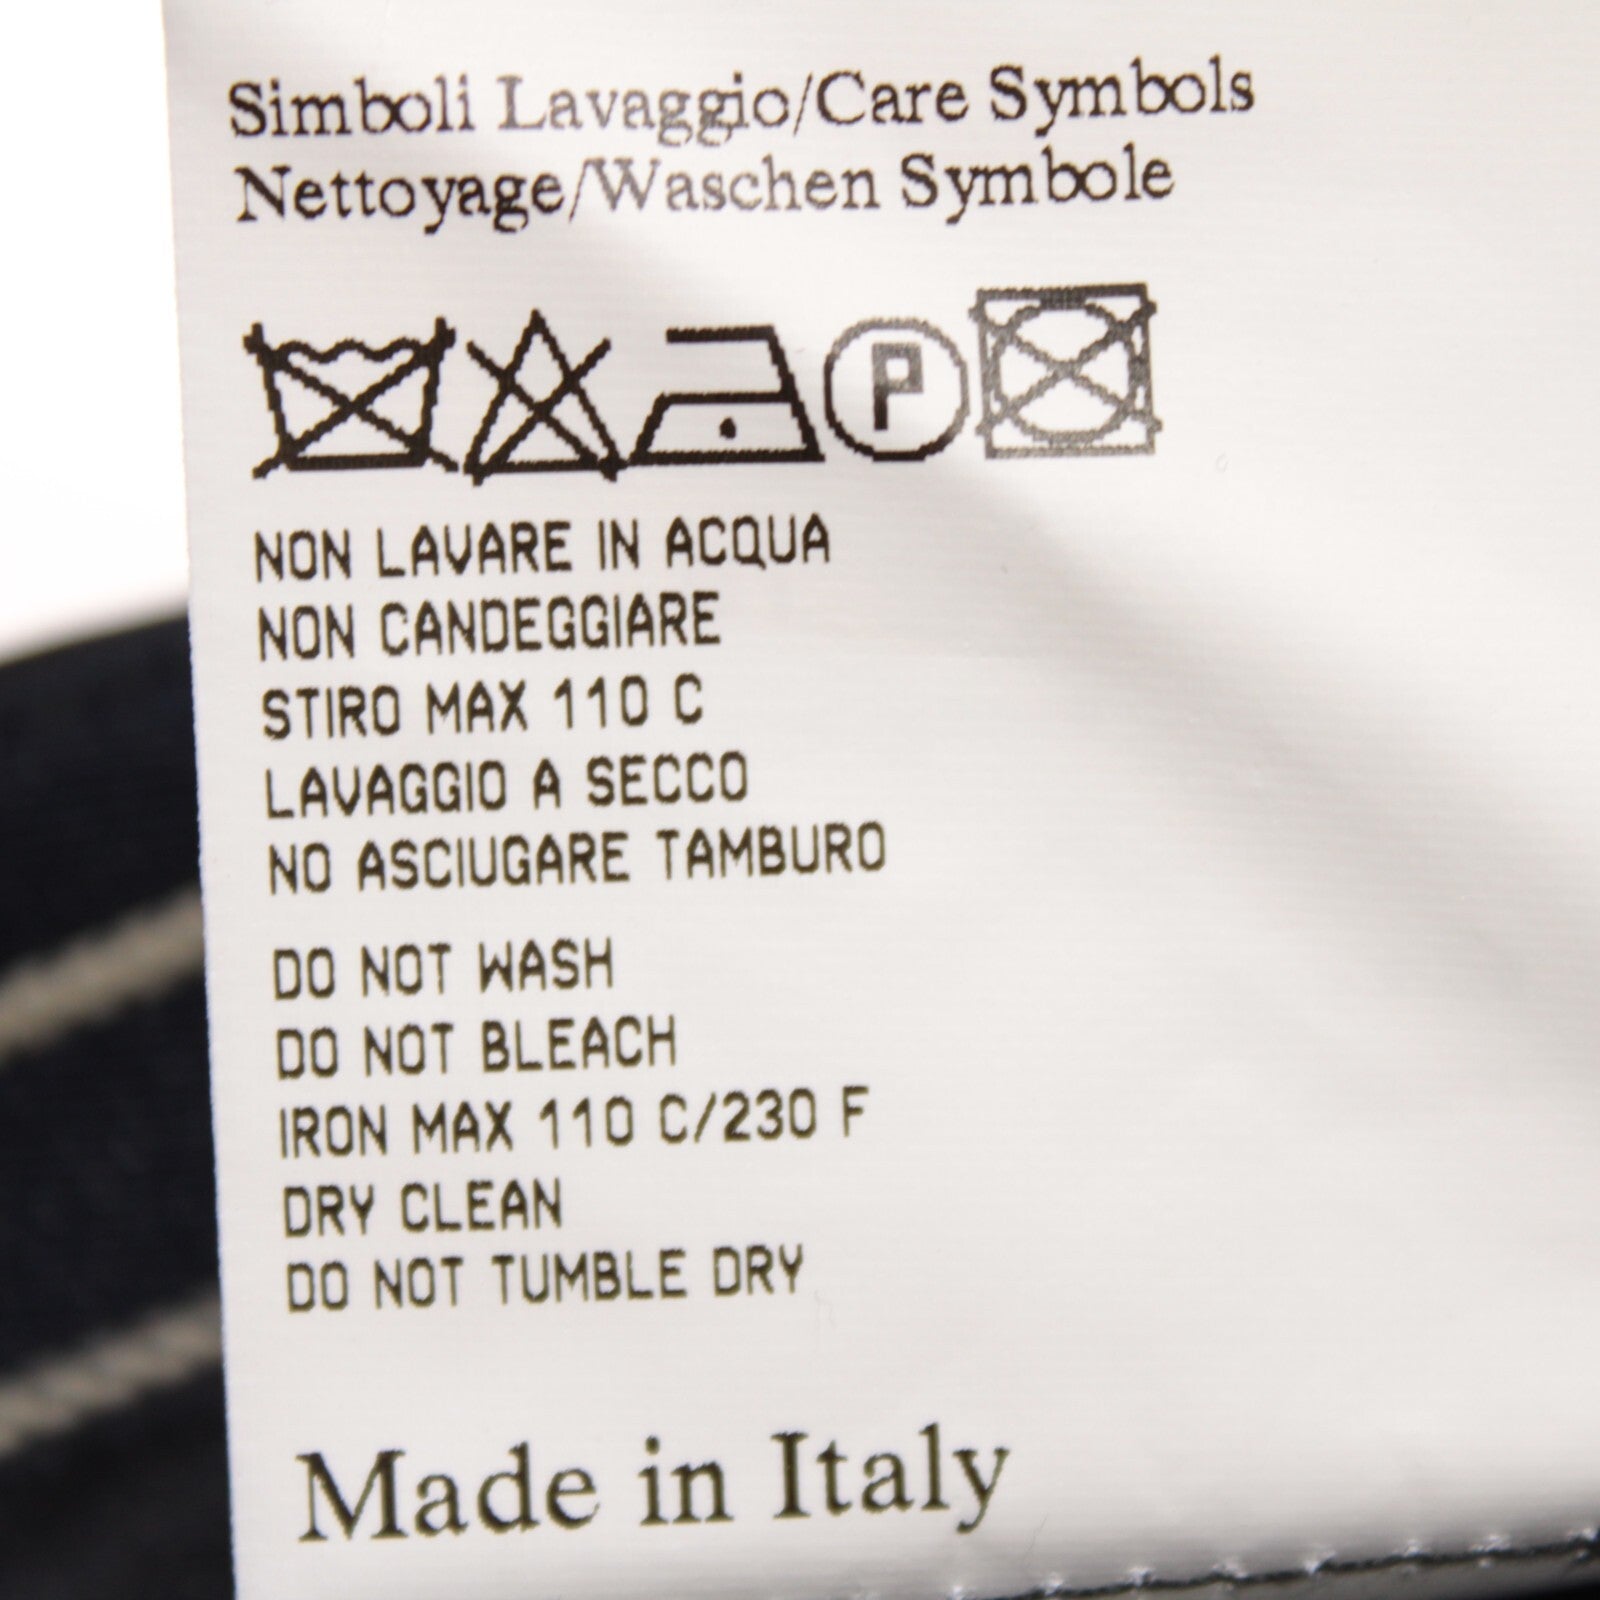 Simboli Lavaggio/Care Symbols
Nettoyage/Waschen Symbole
P
NON LAVARE IN ACQUA
NON CANDEGGIARE
STIRO MAX 110 C
LAVAGGIO A SECCO
NO ASCIUGARE TAMBURO
DO NOT WASH
DO NOT BLEACH
IRON MAX 110 C/230 F
DRY CLEAN
DO NOT TUMBLE DRY
Made in Italy